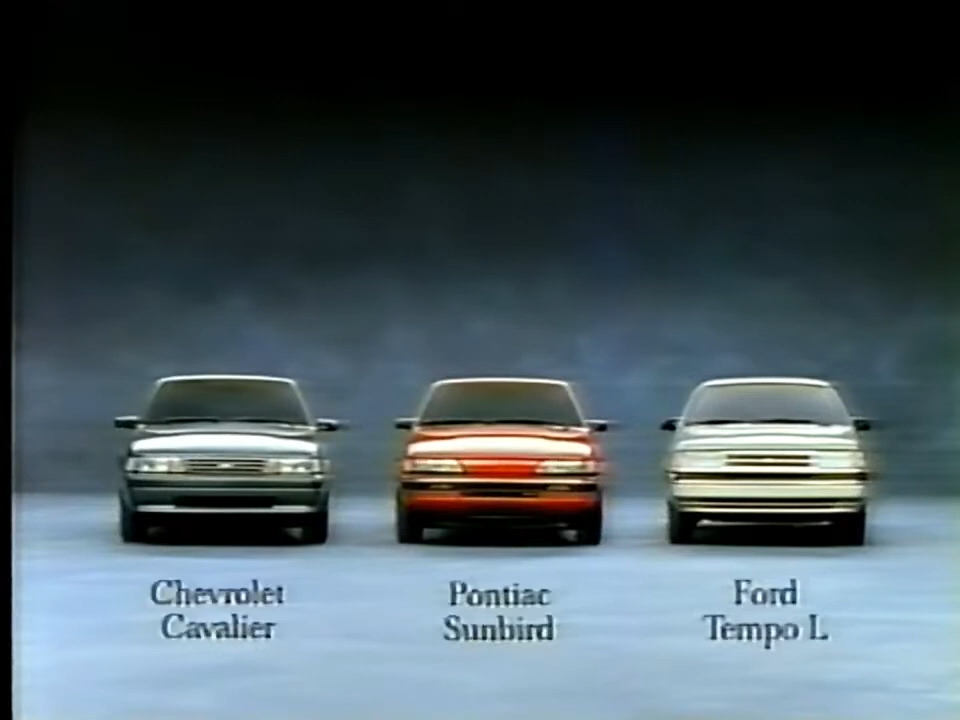 Chevrolet
Cavalier
Pontiac
Sunbird
Ford
Tempo L